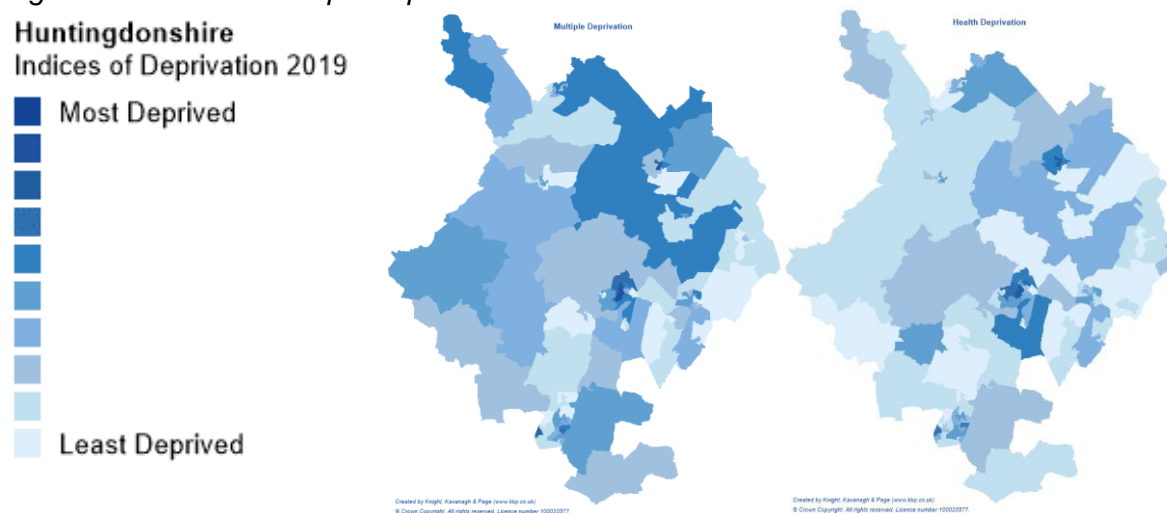 Huntingdonshire
Indices of Deprivation 2019
Most Deprived
Least Deprived
Multiple Deprivation
Created by Knight, Kavanagh & Page (www.kkp.co.uk)
© Crown Copyright. All rights reserved. Licence number 100020577.
Health Deprivation
Created by Knight, Kavanagh & Page (www.kkp.co.uk)
© Crown Copyright. All rights reserved. Licence number 100020577.